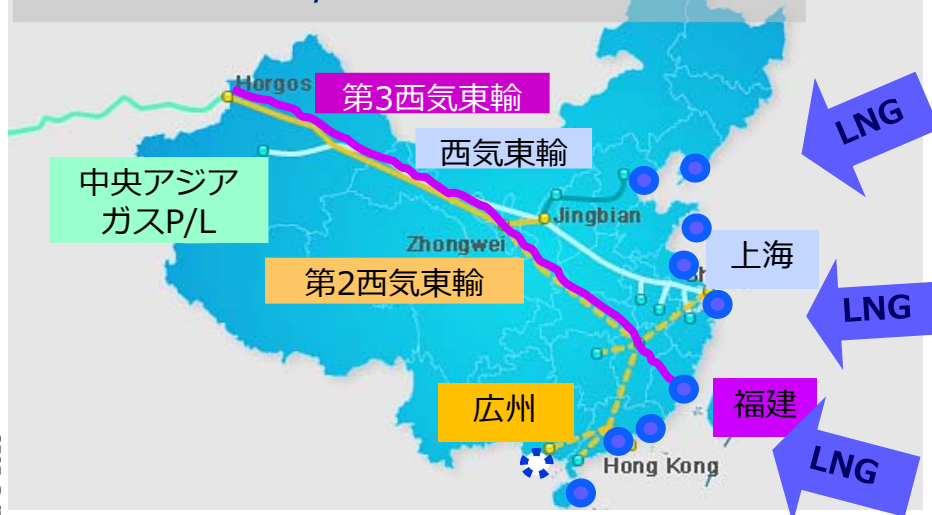 Horgos
第3西気東輸
LNG
西気東輸
中央アジア
ガスP/L
Jingbian
Zhongwei
上海
第2西気東輸
LNG
広州
福建
Hong Kong
LNG